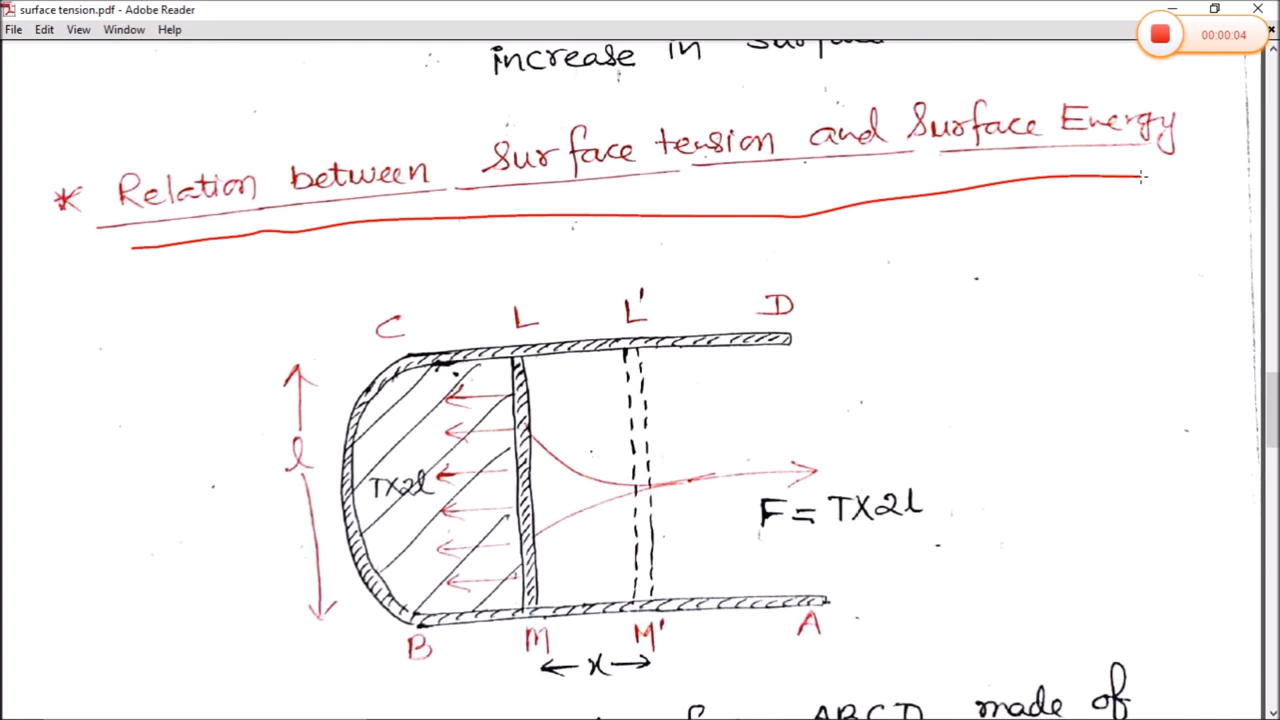 surface tension.pdf - Adobe Reader
File Edit View Window Help
00:00:04
increase in surface
* Relation between Surface tension and Surface Energy
C L L' D
l
TX2l
F = TX2l
B M M' A
x
ABCD made of